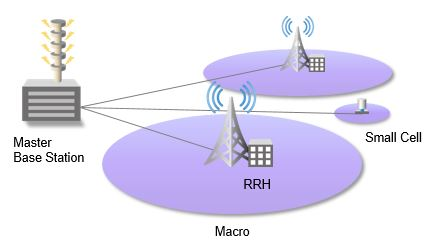 Master
Base Station
Small Cell
RRH
Macro